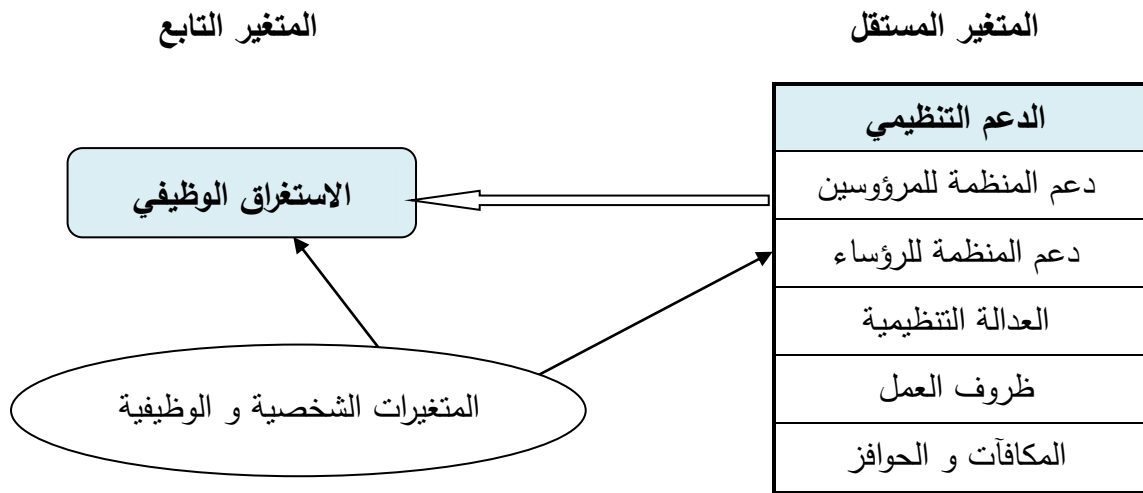 المتغير المستقل
المتغير التابع
الدعم التنظيمي
دعم المنظمة للمرؤوسين
دعم المنظمة للرؤساء
العدالة التنظيمية
ظروف العمل
المكافآت و الحوافز
الاستغراق الوظيفي
المتغيرات الشخصية و الوظيفية